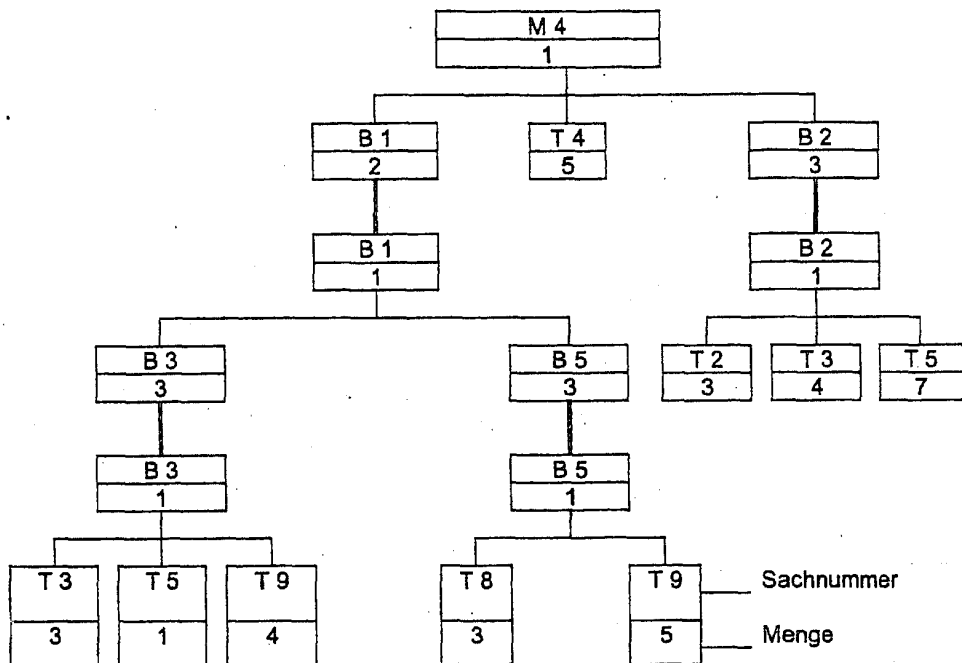 M 4
1
B 1 T 4 B 2
2 5 3
B 1 B 2
1 1
B 3 B 5 T 2 T 3 T 5
3 3 3 4 7
B 3 B 5
1 1
T 3 T 5 T 9 T 8 T 9 Sachnummer
3 1 4 3 5 Menge